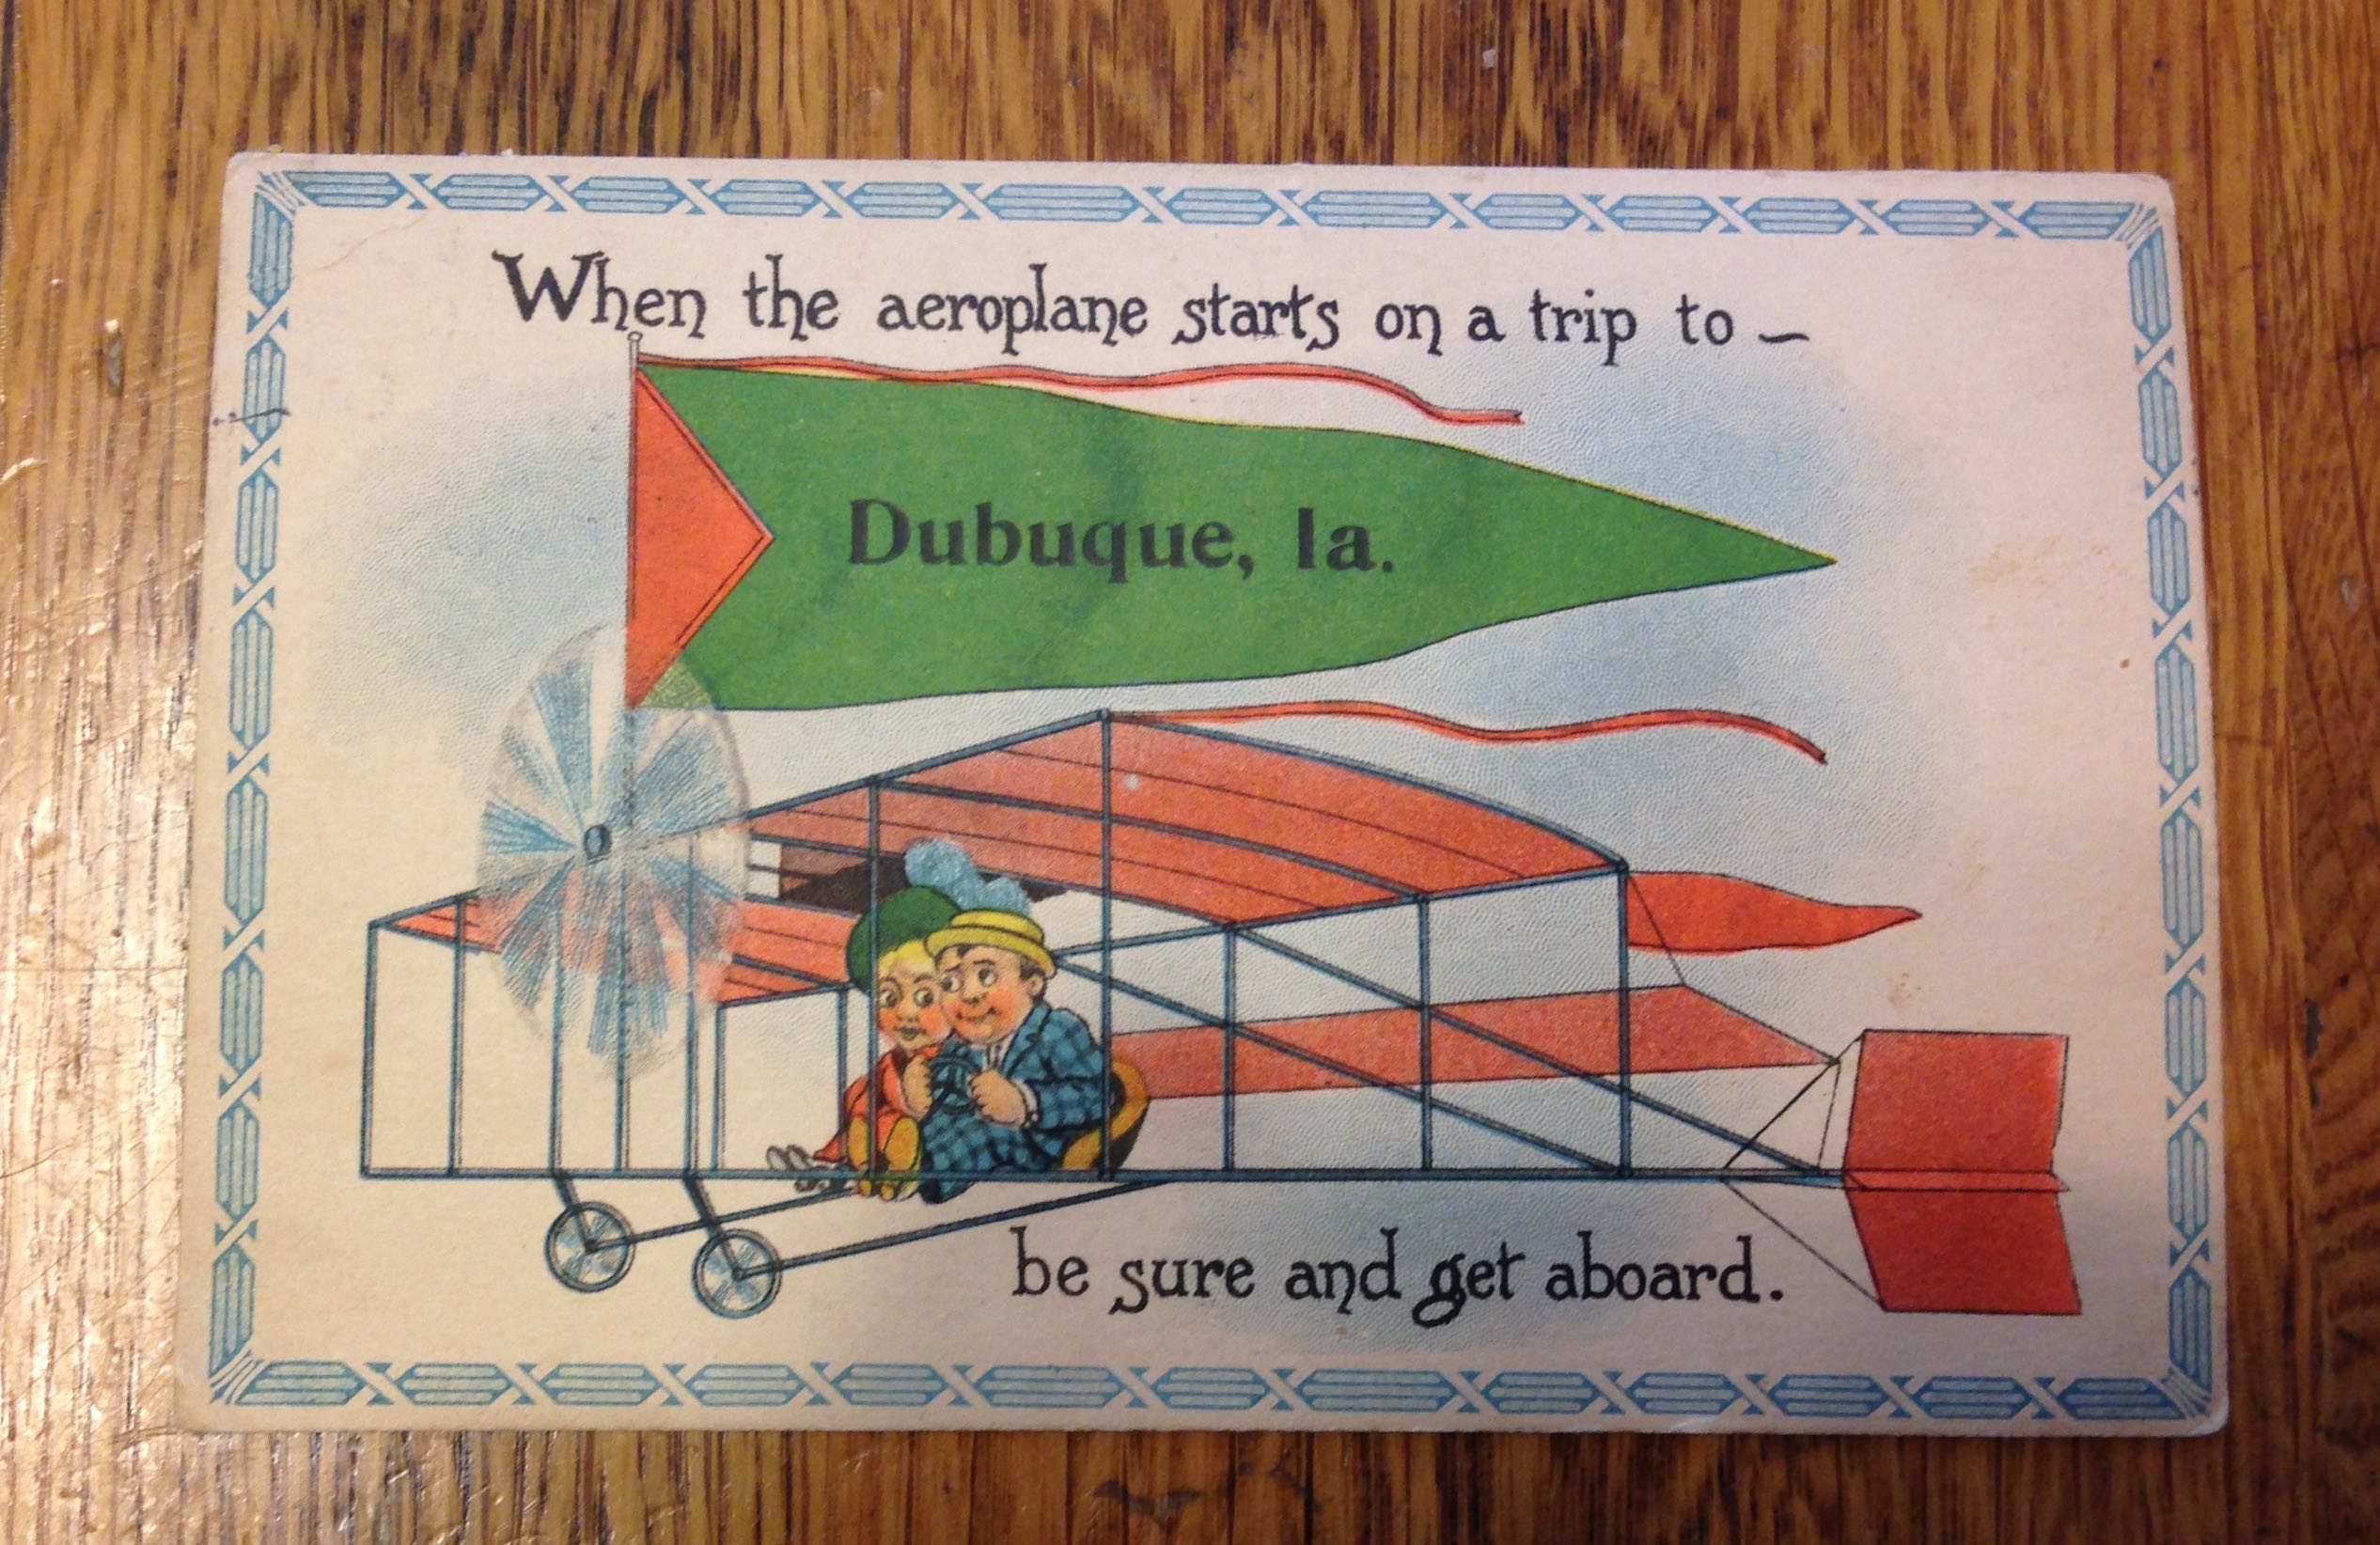 When the aeroplane starts on a trip to —
Dubuque, Ia.
be sure and get aboard.